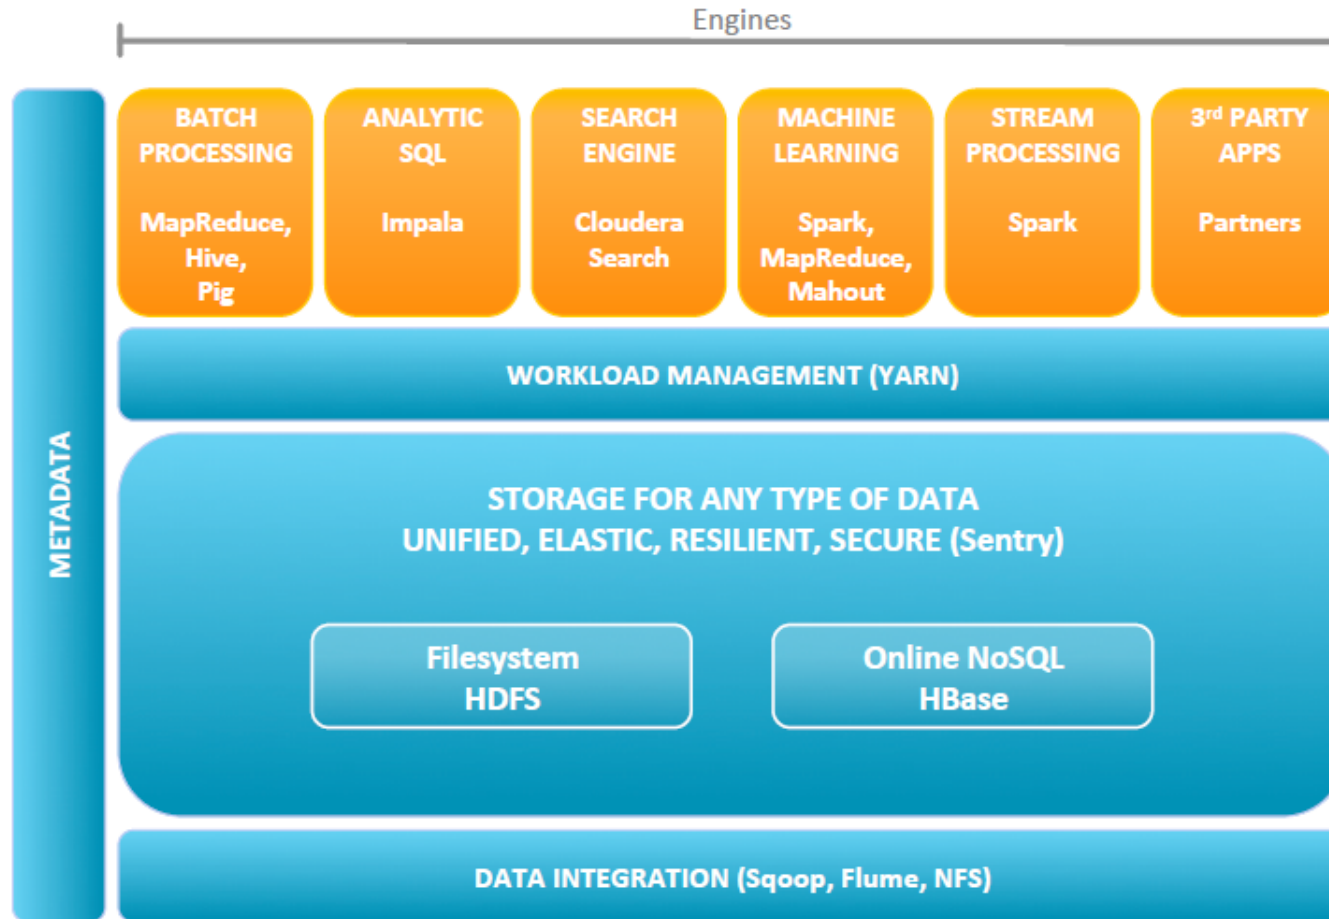 Engines
METADATA
BATCH
PROCESSING
MapReduce,
Hive,
Pig
ANALYTIC
SQL
Impala
SEARCH
ENGINE
Cloudera
Search
MACHINE
LEARNING
Spark,
MapReduce,
Mahout
STREAM
PROCESSING
Spark
3rd PARTY
APPS
Partners
WORKLOAD MANAGEMENT (YARN)
STORAGE FOR ANY TYPE OF DATA
UNIFIED, ELASTIC, RESILIENT, SECURE (Sentry)
Filesystem
HDFS
Online NoSQL
HBase
DATA INTEGRATION (Sqoop, Flume, NFS)